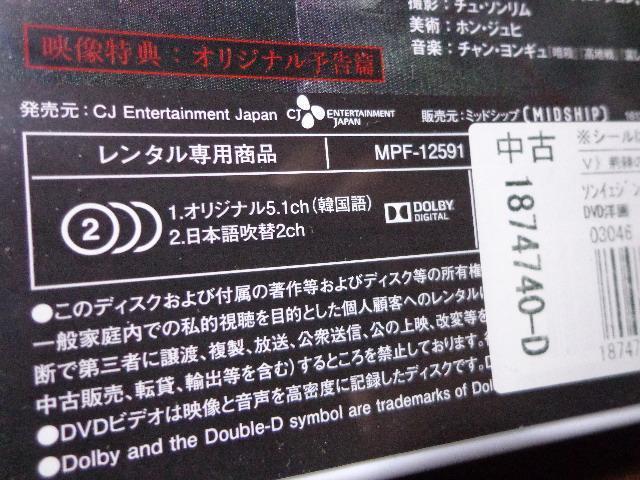 撮影：チュ・ソンリム
美術：ホン・ジュヒ
音楽：チャン・ヨンギュ
映像特典：オリジナル予告篇
発売元：CJ Entertainment Japan
CJ ENTERTAINMENT
JAPAN
販売元：ミッドシップ[MIDSHIP]
レンタル専用商品
MPF-12591
2
1.オリジナル5.1ch(韓国語)
2.日本語吹替2ch
DOLBY
DIGITAL
●このディスクおよび付属の著作等およびディスク等の所有権
一般家庭内での私的視聴を目的とした個人顧客へのレンタル
断で第三者に譲渡、複製、放送、公衆送信、公の上映、改変等を
中古販売、転貸、輸出等を含む)するところを禁止しております。
●DVDビデオは映像と音声を高密度に記録したディスクです。D
●Dolby and the Double-D symbol are trademarks of Dol
中古
1874740-D
※シール
ソンイェジ
DVD洋画
03046
1874